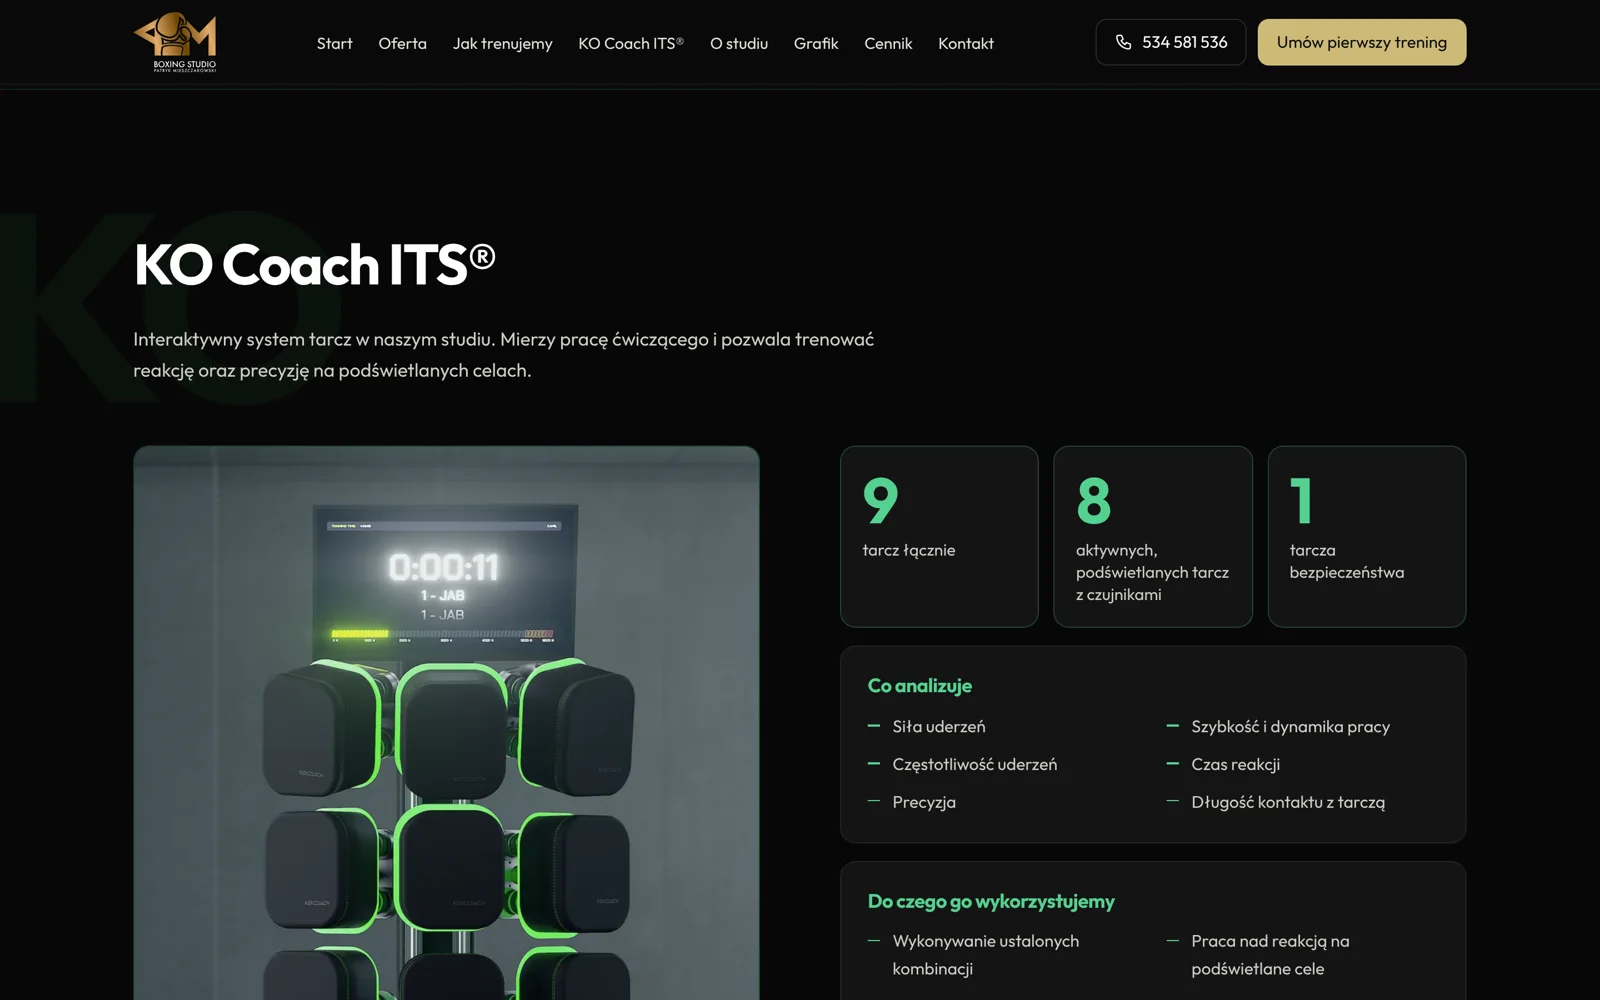 BOXING STUDIO
PATRYK MIESZCZAKOWSKI
Start
Oferta
Jak trenujemy
KO Coach ITS®
O studiu
Grafik
Cennik
Kontakt
534 581 536
Umów pierwszy trening
KO
KO Coach ITS®
Interaktywny system tarcz w naszym studiu. Mierzy pracę ćwiczącego i pozwala trenować
reakcję oraz precyzję na podświetlanych celach.
0:00:11
1 - JAB
1 - JAB
9
tarcz łącznie
8
aktywnych,
podświetlanych tarcz
z czujnikami
1
tarcza
bezpieczeństwa
Co analizuje
Siła uderzeń
Szybkość i dynamika pracy
Częstotliwość uderzeń
Czas reakcji
Precyzja
Długość kontaktu z tarczą
Do czego go wykorzystujemy
Wykonywanie ustalonych
kombinacji
Praca nad reakcją na
podświetlane cele